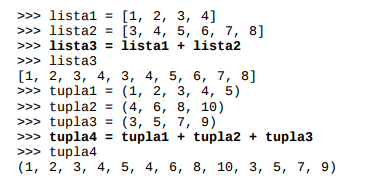 >>> lista1 = [1, 2, 3, 4]
>>> lista2 = [3, 4, 5, 6, 7, 8]
>>> lista3 = lista1 + lista2
>>> lista3
[1, 2, 3, 4, 3, 4, 5, 6, 7, 8]
>>> tupla1 = (1, 2, 3, 4, 5)
>>> tupla2 = (4, 6, 8, 10)
>>> tupla3 = (3, 5, 7, 9)
>>> tupla4 = tupla1 + tupla2 + tupla3
>>> tupla4
(1, 2, 3, 4, 5, 4, 6, 8, 10, 3, 5, 7, 9)